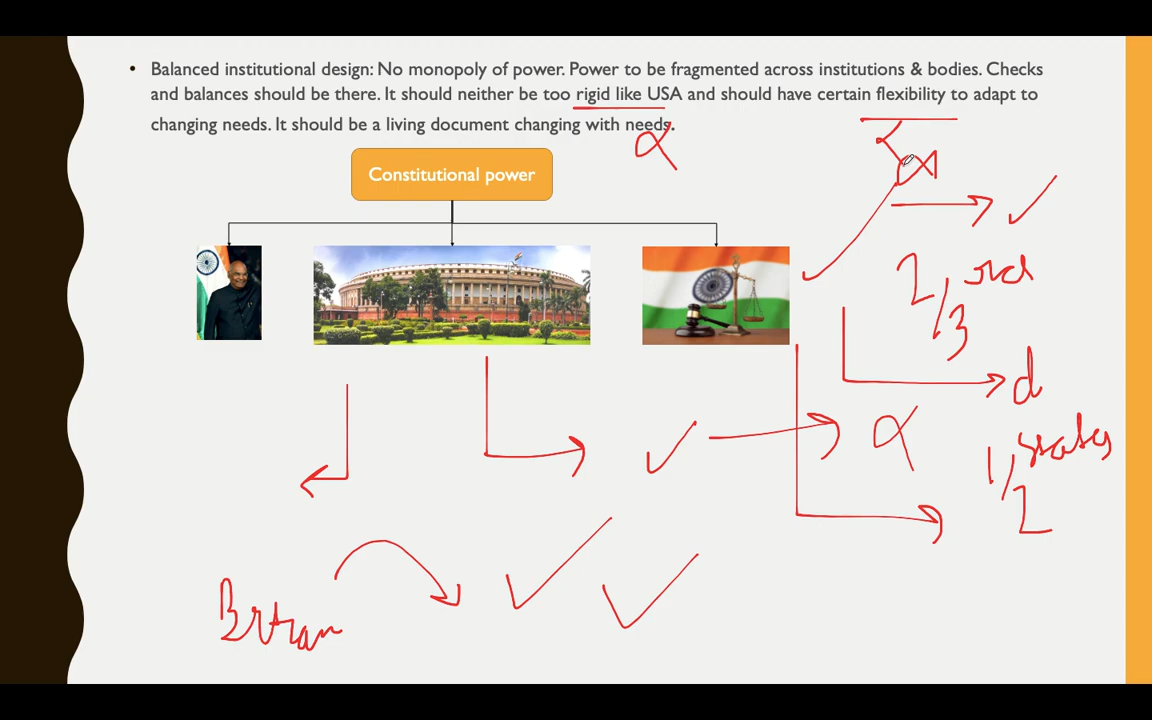 • Balanced institutional design: No monopoly of power. Power to be fragmented across institutions & bodies. Checks
and balances should be there. It should neither be too rigid like USA and should have certain flexibility to adapt to
changing needs. It should be a living document changing with needs.
Constitutional power
2/3
1/2